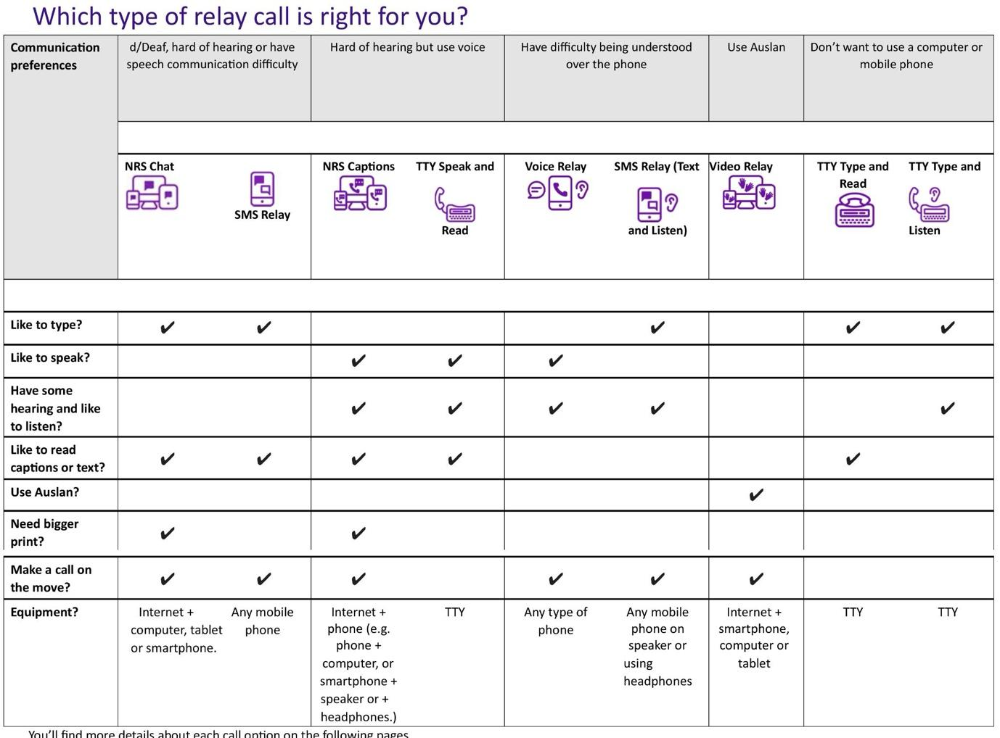 Which type of relay call is right for you?
Communication preferences
d/Deaf, hard of hearing or have speech communication difficulty
Hard of hearing but use voice
Have difficulty being understood over the phone
Use Auslan
Don’t want to use a computer or mobile phone
NRS Chat
SMS Relay
NRS Captions
TTY Speak and Read
Voice Relay
SMS Relay (Text and Listen)
Video Relay
TTY Type and Read
TTY Type and Listen
Like to type? ✔ ✔ ✔ ✔ ✔
Like to speak? ✔ ✔ ✔
Have some hearing and like to listen? ✔ ✔ ✔ ✔ ✔
Like to read captions or text? ✔ ✔ ✔ ✔ ✔
Use Auslan? ✔
Need bigger print? ✔ ✔
Make a call on the move? ✔ ✔ ✔ ✔ ✔ ✔
Equipment?
Internet + computer, tablet or smartphone.
Any mobile phone
Internet + phone (e.g. phone + computer, or smartphone + speaker or + headphones.)
TTY
Any type of phone
Any mobile phone on speaker or using headphones
Internet + smartphone, computer or tablet
TTY
TTY
You’ll find more details about each call option on the following pages